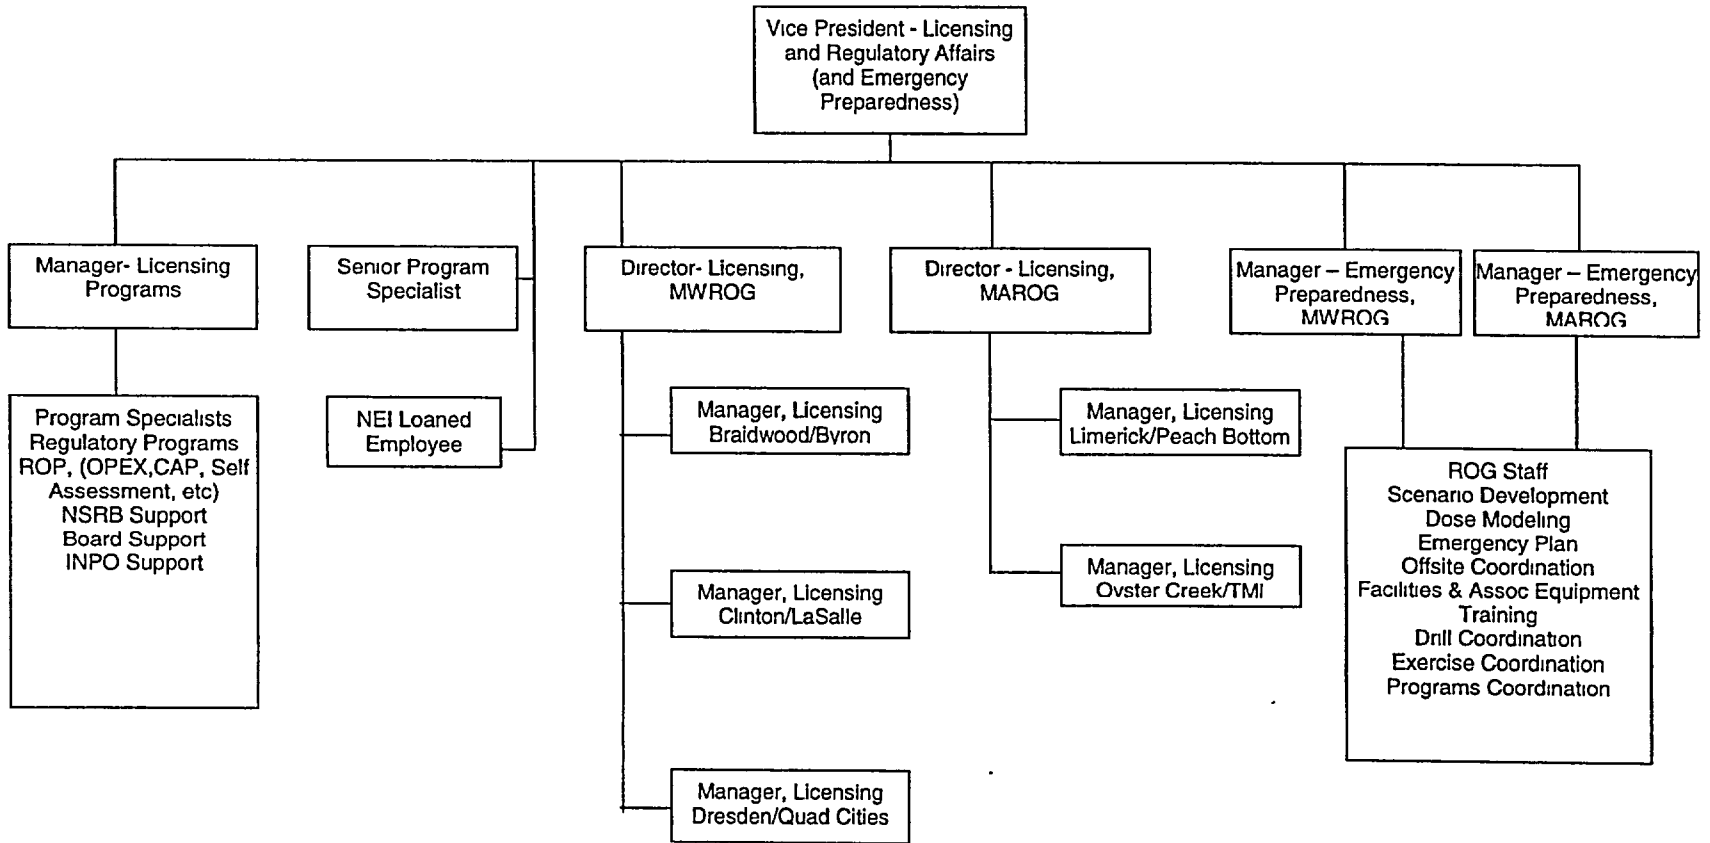 Vice President - Licensing
and Regulatory Affairs
(and Emergency
Preparedness)
Manager- Licensing
Programs
Senior Program
Specialist
Director- Licensing,
MWROG
Director - Licensing,
MAROG
Manager – Emergency
Preparedness,
MWROG
Manager – Emergency
Preparedness,
MAROG
Program Specialists
Regulatory Programs
ROP, (OPEX,CAP, Self
Assessment, etc)
NSRB Support
Board Support
INPO Support
NEI Loaned
Employee
Manager, Licensing
Braidwood/Byron
Manager, Licensing
Clinton/LaSalle
Manager, Licensing
Dresden/Quad Cities
Manager, Licensing
Limerick/Peach Bottom
Manager, Licensing
Oyster Creek/TMI
ROG Staff
Scenario Development
Dose Modeling
Emergency Plan
Offsite Coordination
Facilities & Assoc Equipment
Training
Drill Coordination
Exercise Coordination
Programs Coordination